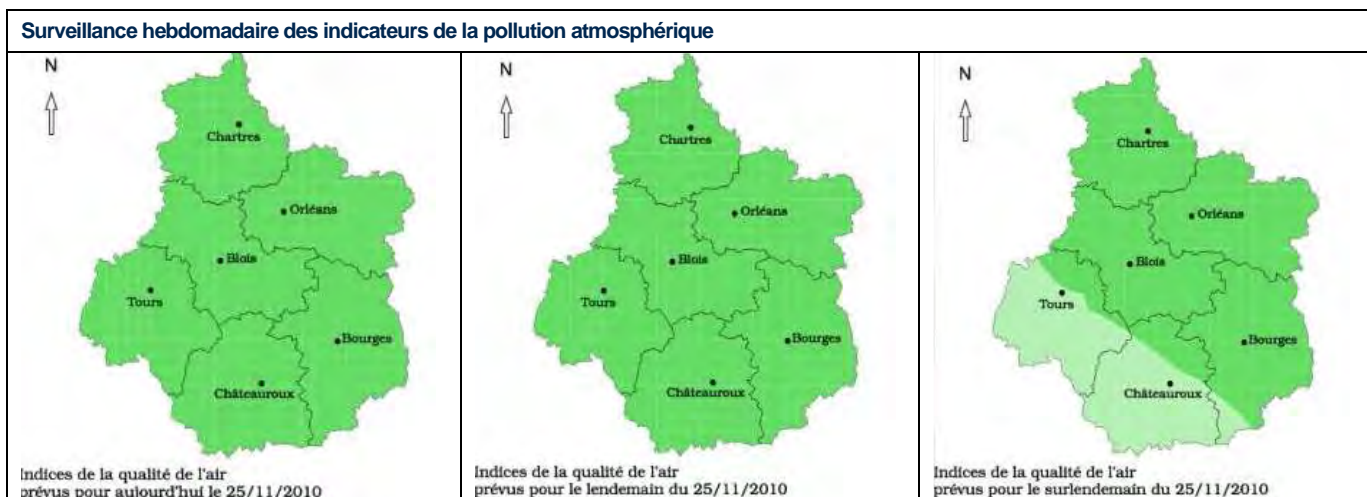 Surveillance hebdomadaire des indicateurs de la pollution atmosphérique
N
Chartres
Orléans
Blois
Tours
Bourges
Châteauroux
Indices de la qualité de l'air
prévus pour aujourd'hui le 25/11/2010
N
Chartres
Orléans
Blois
Tours
Bourges
Châteauroux
Indices de la qualité de l'air
prévus pour le lendemain du 25/11/2010
N
Chartres
Orléans
Blois
Tours
Bourges
Châteauroux
Indices de la qualité de l'air
prévus pour le surlendemain du 25/11/2010